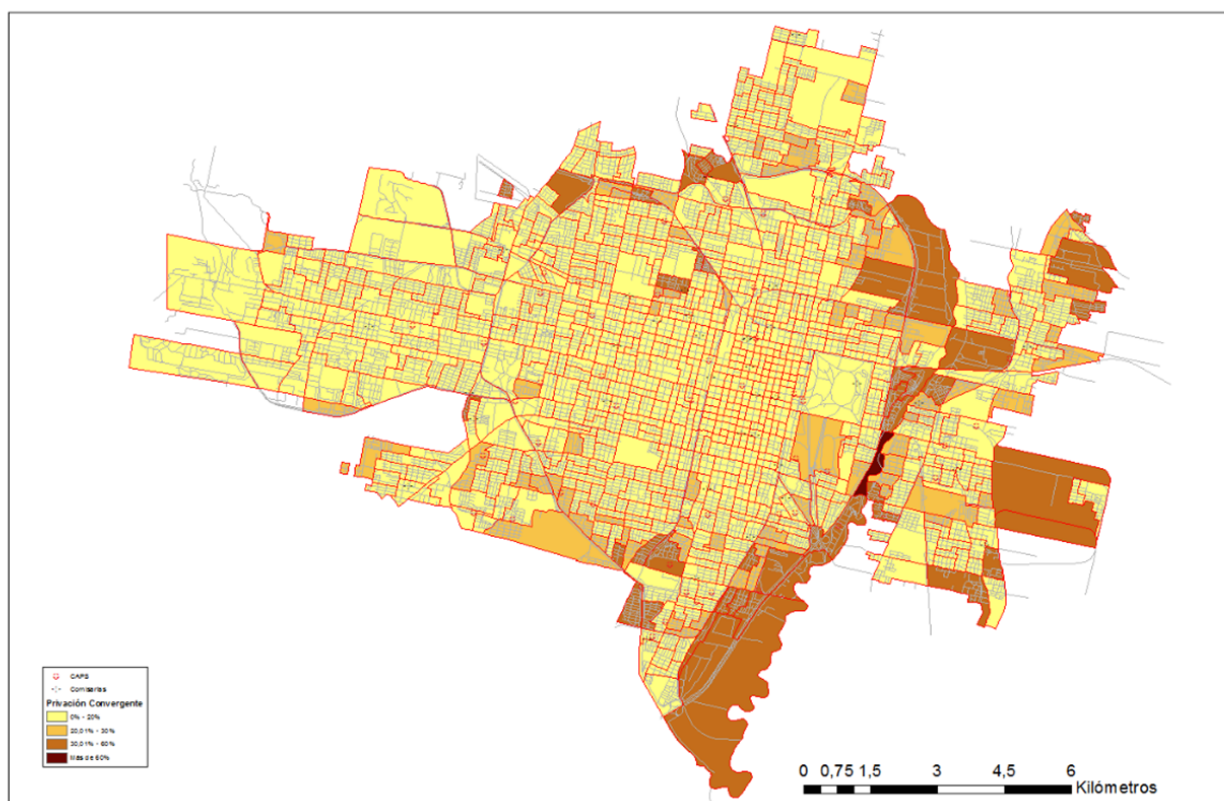 CAPS
Comisarías
Privación Convergente
0% - 20%
20,01% - 30%
30,01% - 60%
Más de 60%
0 0,75 1,5 3 4,5 6
Kilómetros